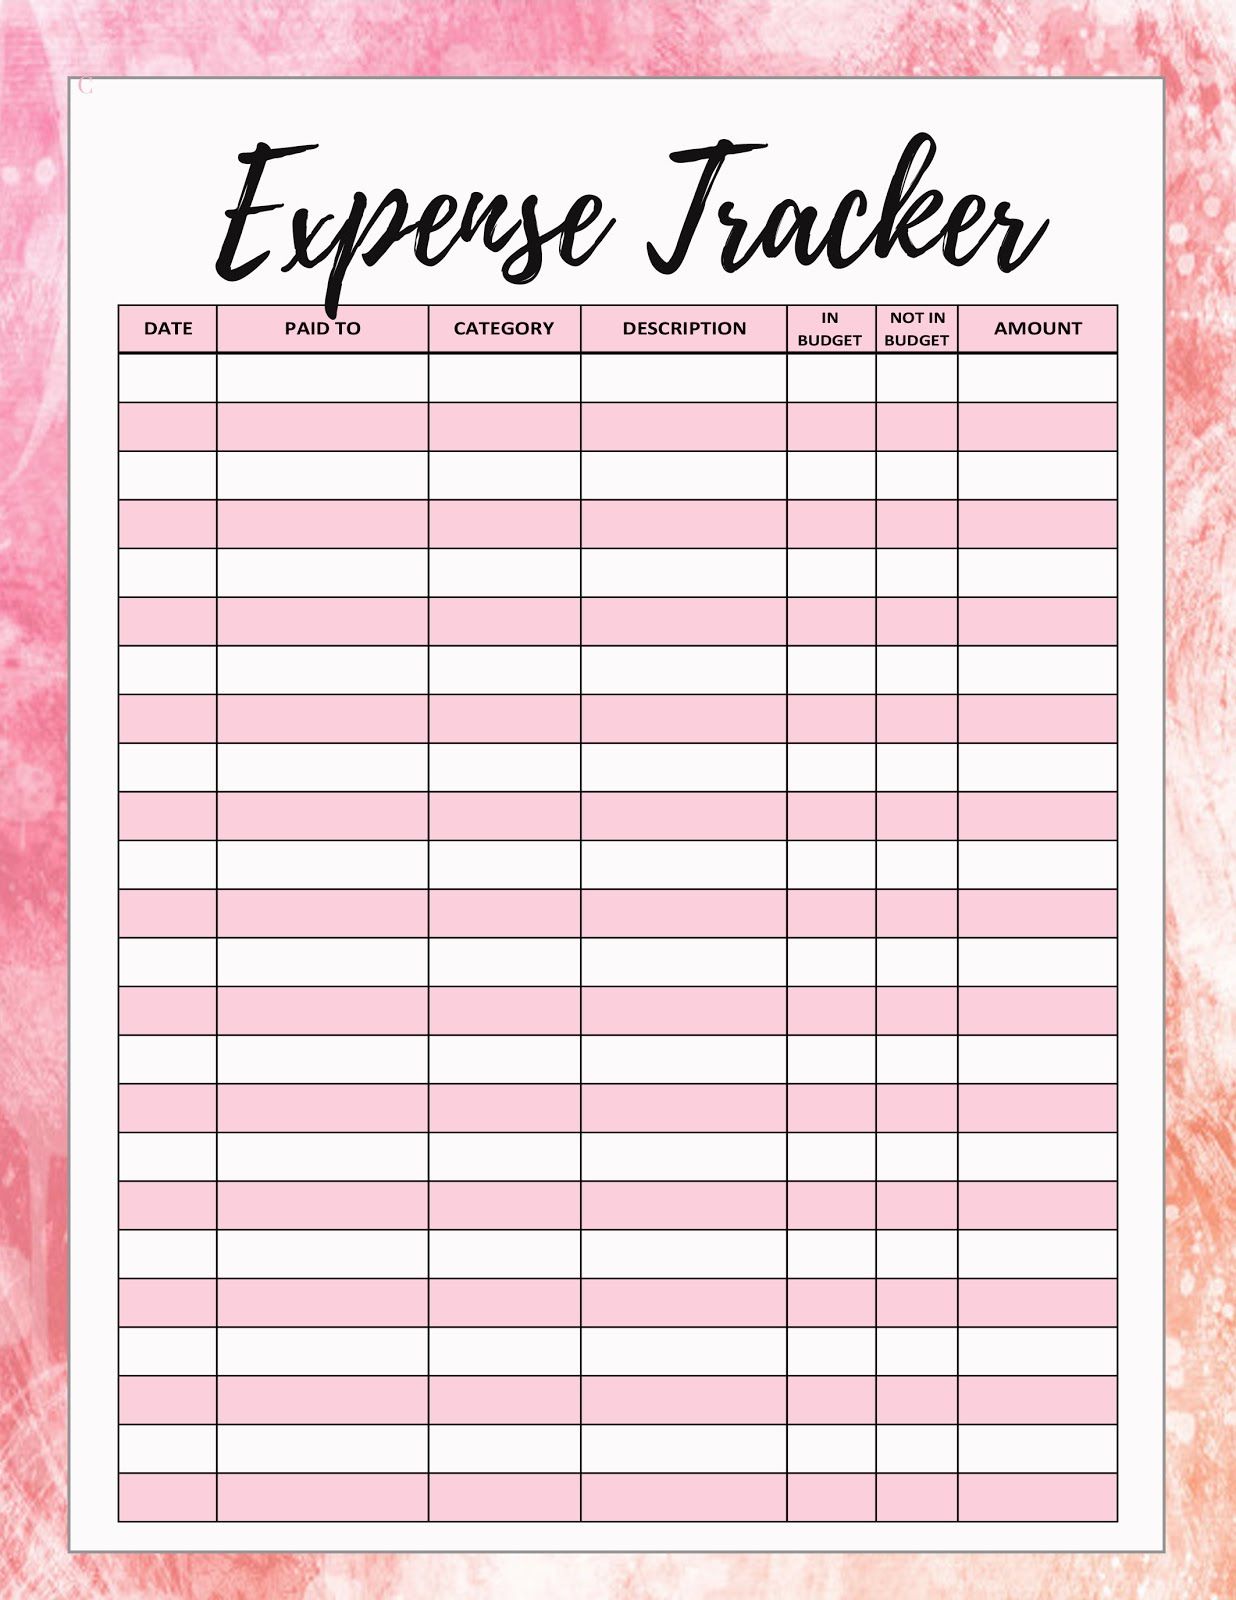 C
Expense Tracker
DATE PAID TO CATEGORY DESCRIPTION IN BUDGET NOT IN BUDGET AMOUNT